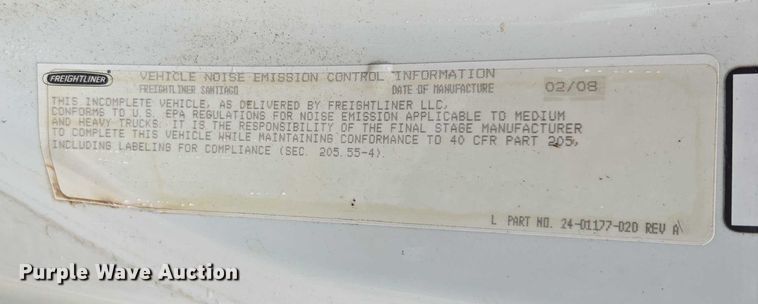 FREIGHTLINER
VEHICLE NOISE EMISSION CONTROL INFORMATION
FREIGHTLINER SANTIAGO DATE OF MANUFACTURE 02/08
THIS INCOMPLETE VEHICLE, AS DELIVERED BY FREIGHTLINER LLC,
CONFORMS TO U.S. EPA REGULATIONS FOR NOISE EMISSION APPLICABLE TO MEDIUM
AND HEAVY TRUCKS. IT IS THE RESPONSIBILITY OF THE FINAL STAGE MANUFACTURER
TO COMPLETE THIS VEHICLE WHILE MAINTAINING CONFORMANCE TO 40 CFR PART 205,
INCLUDING LABELING FOR COMPLIANCE (SEC. 205.55-4).
L PART NO. 24-01177-020 REV A
Purple Wave Auction